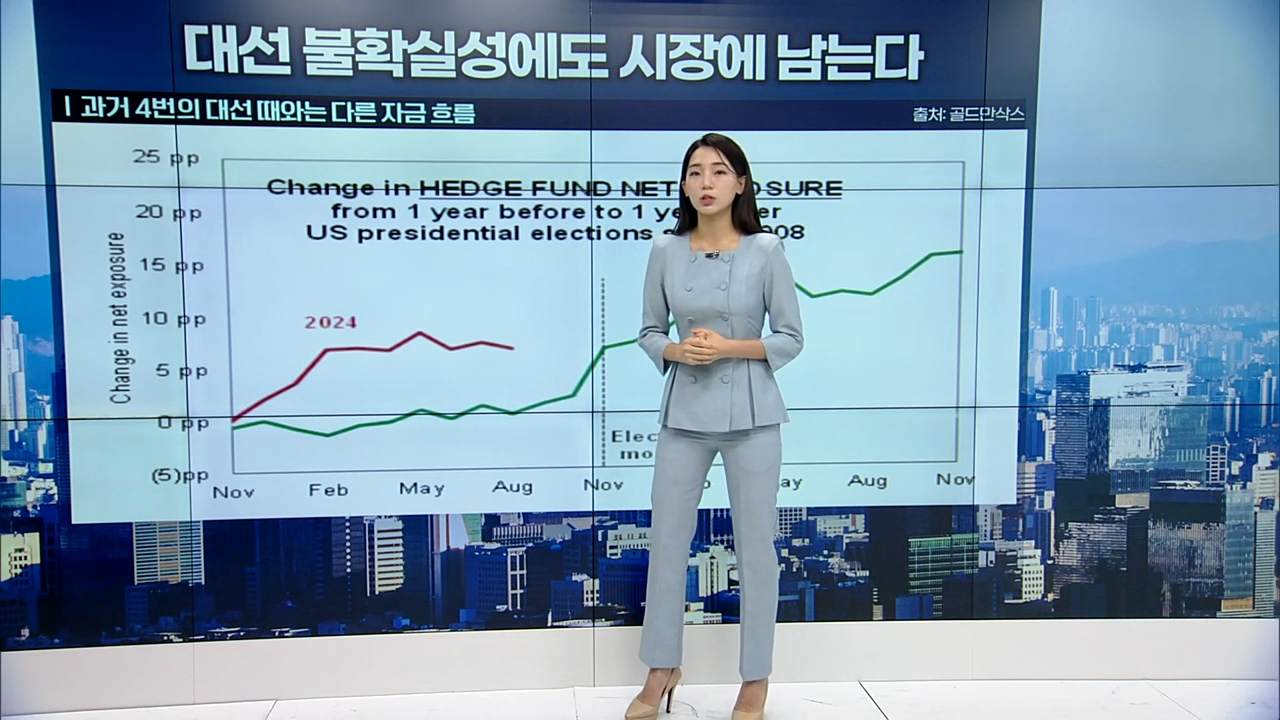 대선 불확실성에도 시장에 남는다
| 과거 4번의 대선 때와는 다른 자금 흐름
출처: 골드만삭스
25 pp
20 pp
15 pp
10 pp
5 pp
0 pp
(5)pp
Change in net exposure
Change in HEDGE FUND NET
from 1 year before to 1
US presidential elections
2024
Nov Feb May Aug Nov Aug Nov